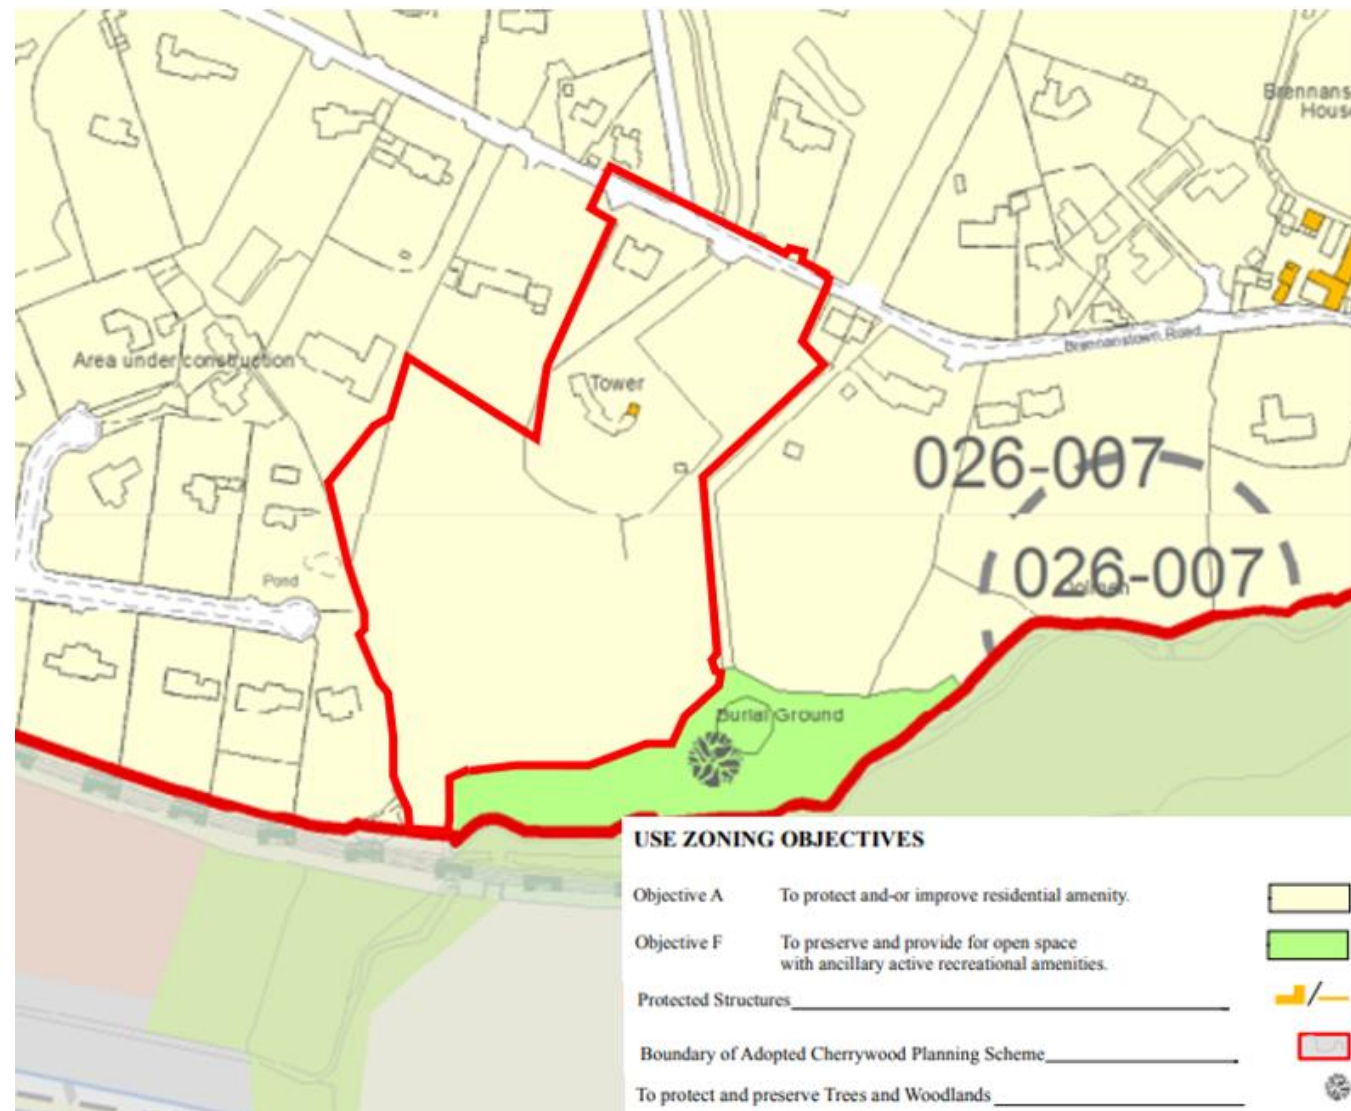 Brennans
House
Brennanstown Road
Area under construction
Tower
026-007
026-007
Dolmen
Pond
Burial Ground
USE ZONING OBJECTIVES
Objective A To protect and-or improve residential amenity.
Objective F To preserve and provide for open space
with ancillary active recreational amenities.
Protected Structures
Boundary of Adopted Cherrywood Planning Scheme
To protect and preserve Trees and Woodlands